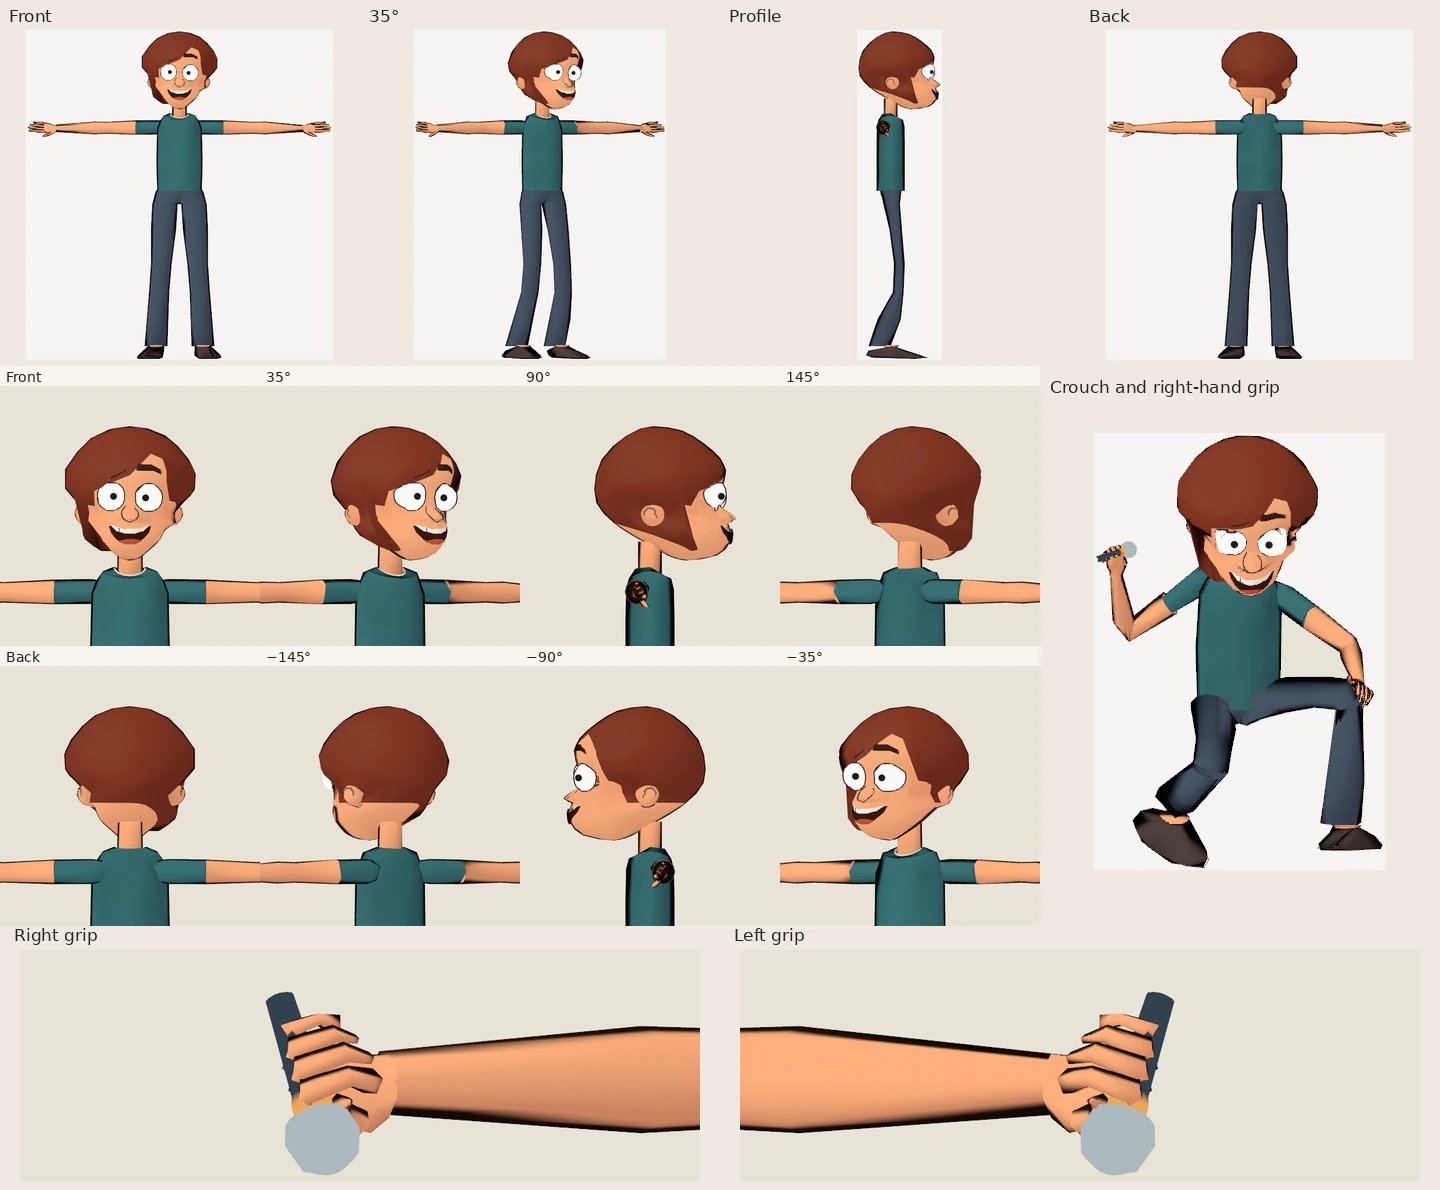 Front
35°
Profile
Back
Front
35°
90°
145°
Crouch and right-hand grip
Back
−145°
−90°
−35°
Right grip
Left grip